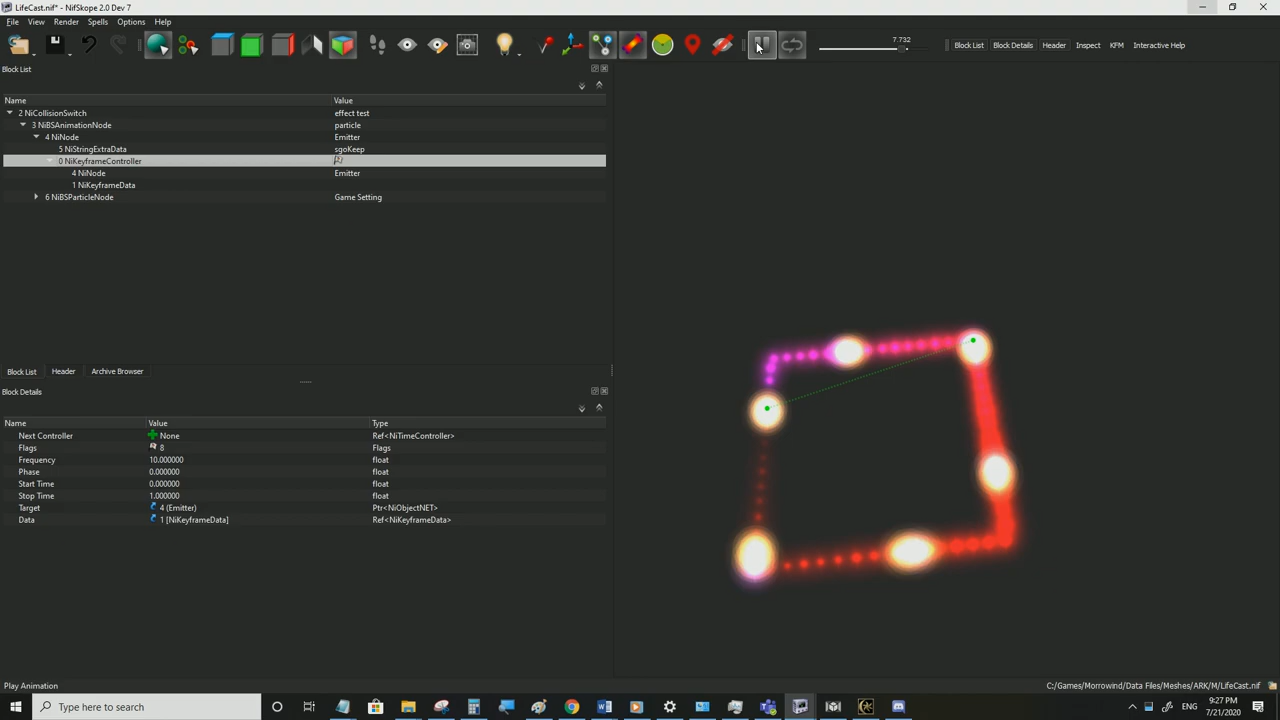 LifeCast.nif* - NifSkope 2.0 Dev 7
File View Render Spells Options Help
7.732
Block List Block Details Header Inspect KFM Interactive Help
Block List
Name Value
2 NiCollisionSwitch effect test
3 NiBSAnimationNode particle
4 NiNode Emitter
5 NiStringExtraData sgoKeep
0 NiKeyframeController
4 NiNode Emitter
1 NiKeyframeData
6 NiBSParticleNode Game Setting
Block List Header Archive Browser
Block Details
Name Value Type
Next Controller None Ref<NiTimeController>
Flags 8 Flags
Frequency 10.000000 float
Phase 0.000000 float
Start Time 0.000000 float
Stop Time 1.000000 float
Target 4 (Emitter) Ptr<NiObjectNET>
Data 1 [NiKeyframeData] Ref<NiKeyframeData>
Play Animation C:/Games/Morrowind/Data Files/Meshes/ARK/M/LifeCast.nif
Type here to search
ENG 9:27 PM
7/21/2020